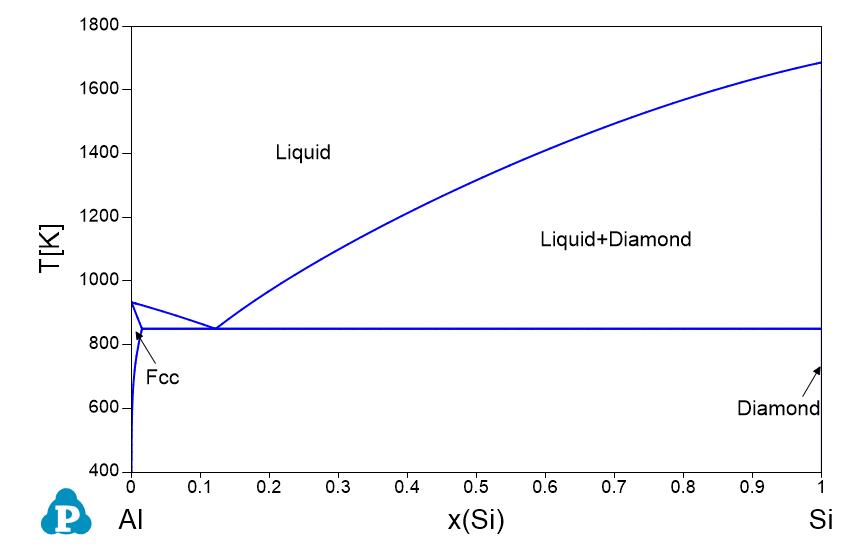 1800
1600
1400
1200
1000
800
600
400
T[K]
Liquid
Liquid+Diamond
Fcc
Diamond
0 0.1 0.2 0.3 0.4 0.5 0.6 0.7 0.8 0.9 1
P
Al x(Si) Si